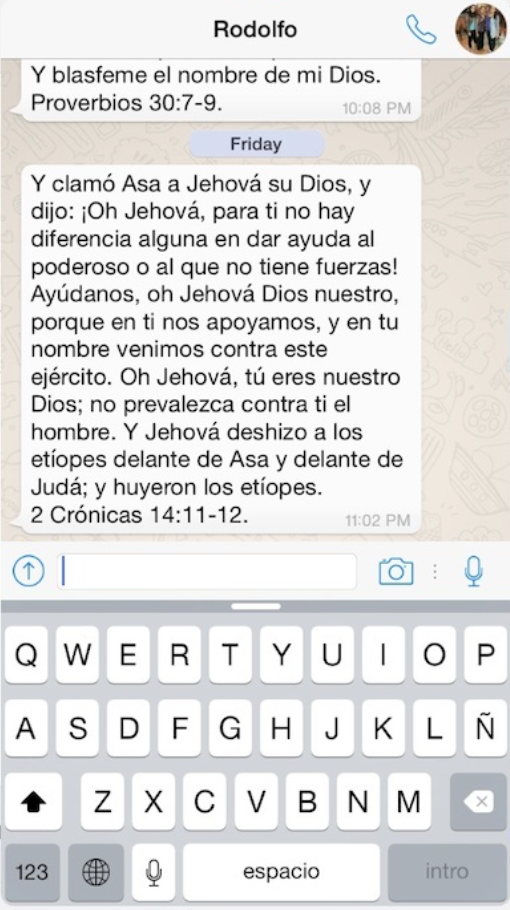 Rodolfo
Y blasfeme el nombre de mi Dios.
Proverbios 30:7-9.
10:08 PM
Friday
Y clamó Asa a Jehová su Dios, y
dijo: ¡Oh Jehová, para ti no hay
diferencia alguna en dar ayuda al
poderoso o al que no tiene fuerzas!
Ayúdanos, oh Jehová Dios nuestro,
porque en ti nos apoyamos, y en tu
nombre venimos contra este
ejército. Oh Jehová, tú eres nuestro
Dios; no prevalezca contra ti el
hombre. Y Jehová deshizo a los
etíopes delante de Asa y delante de
Judá; y huyeron los etíopes.
2 Crónicas 14:11-12.
11:02 PM
Q W E R T Y U I O P
A S D F G H J K L Ñ
Z X C V B N M
123 espacio intro